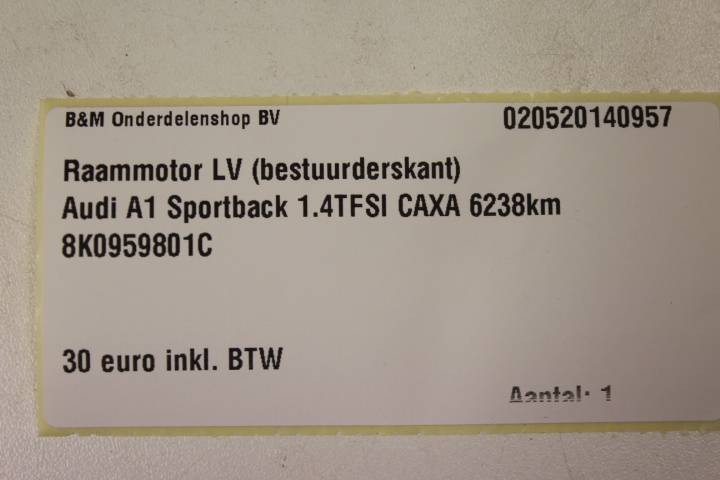 B&M Onderdelenshop BV 020520140957
Raammotor LV (bestuurderskant)
Audi A1 Sportback 1.4TFSI CAXA 6238km
8K0959801C
30 euro inkl. BTW
Aantal: 1